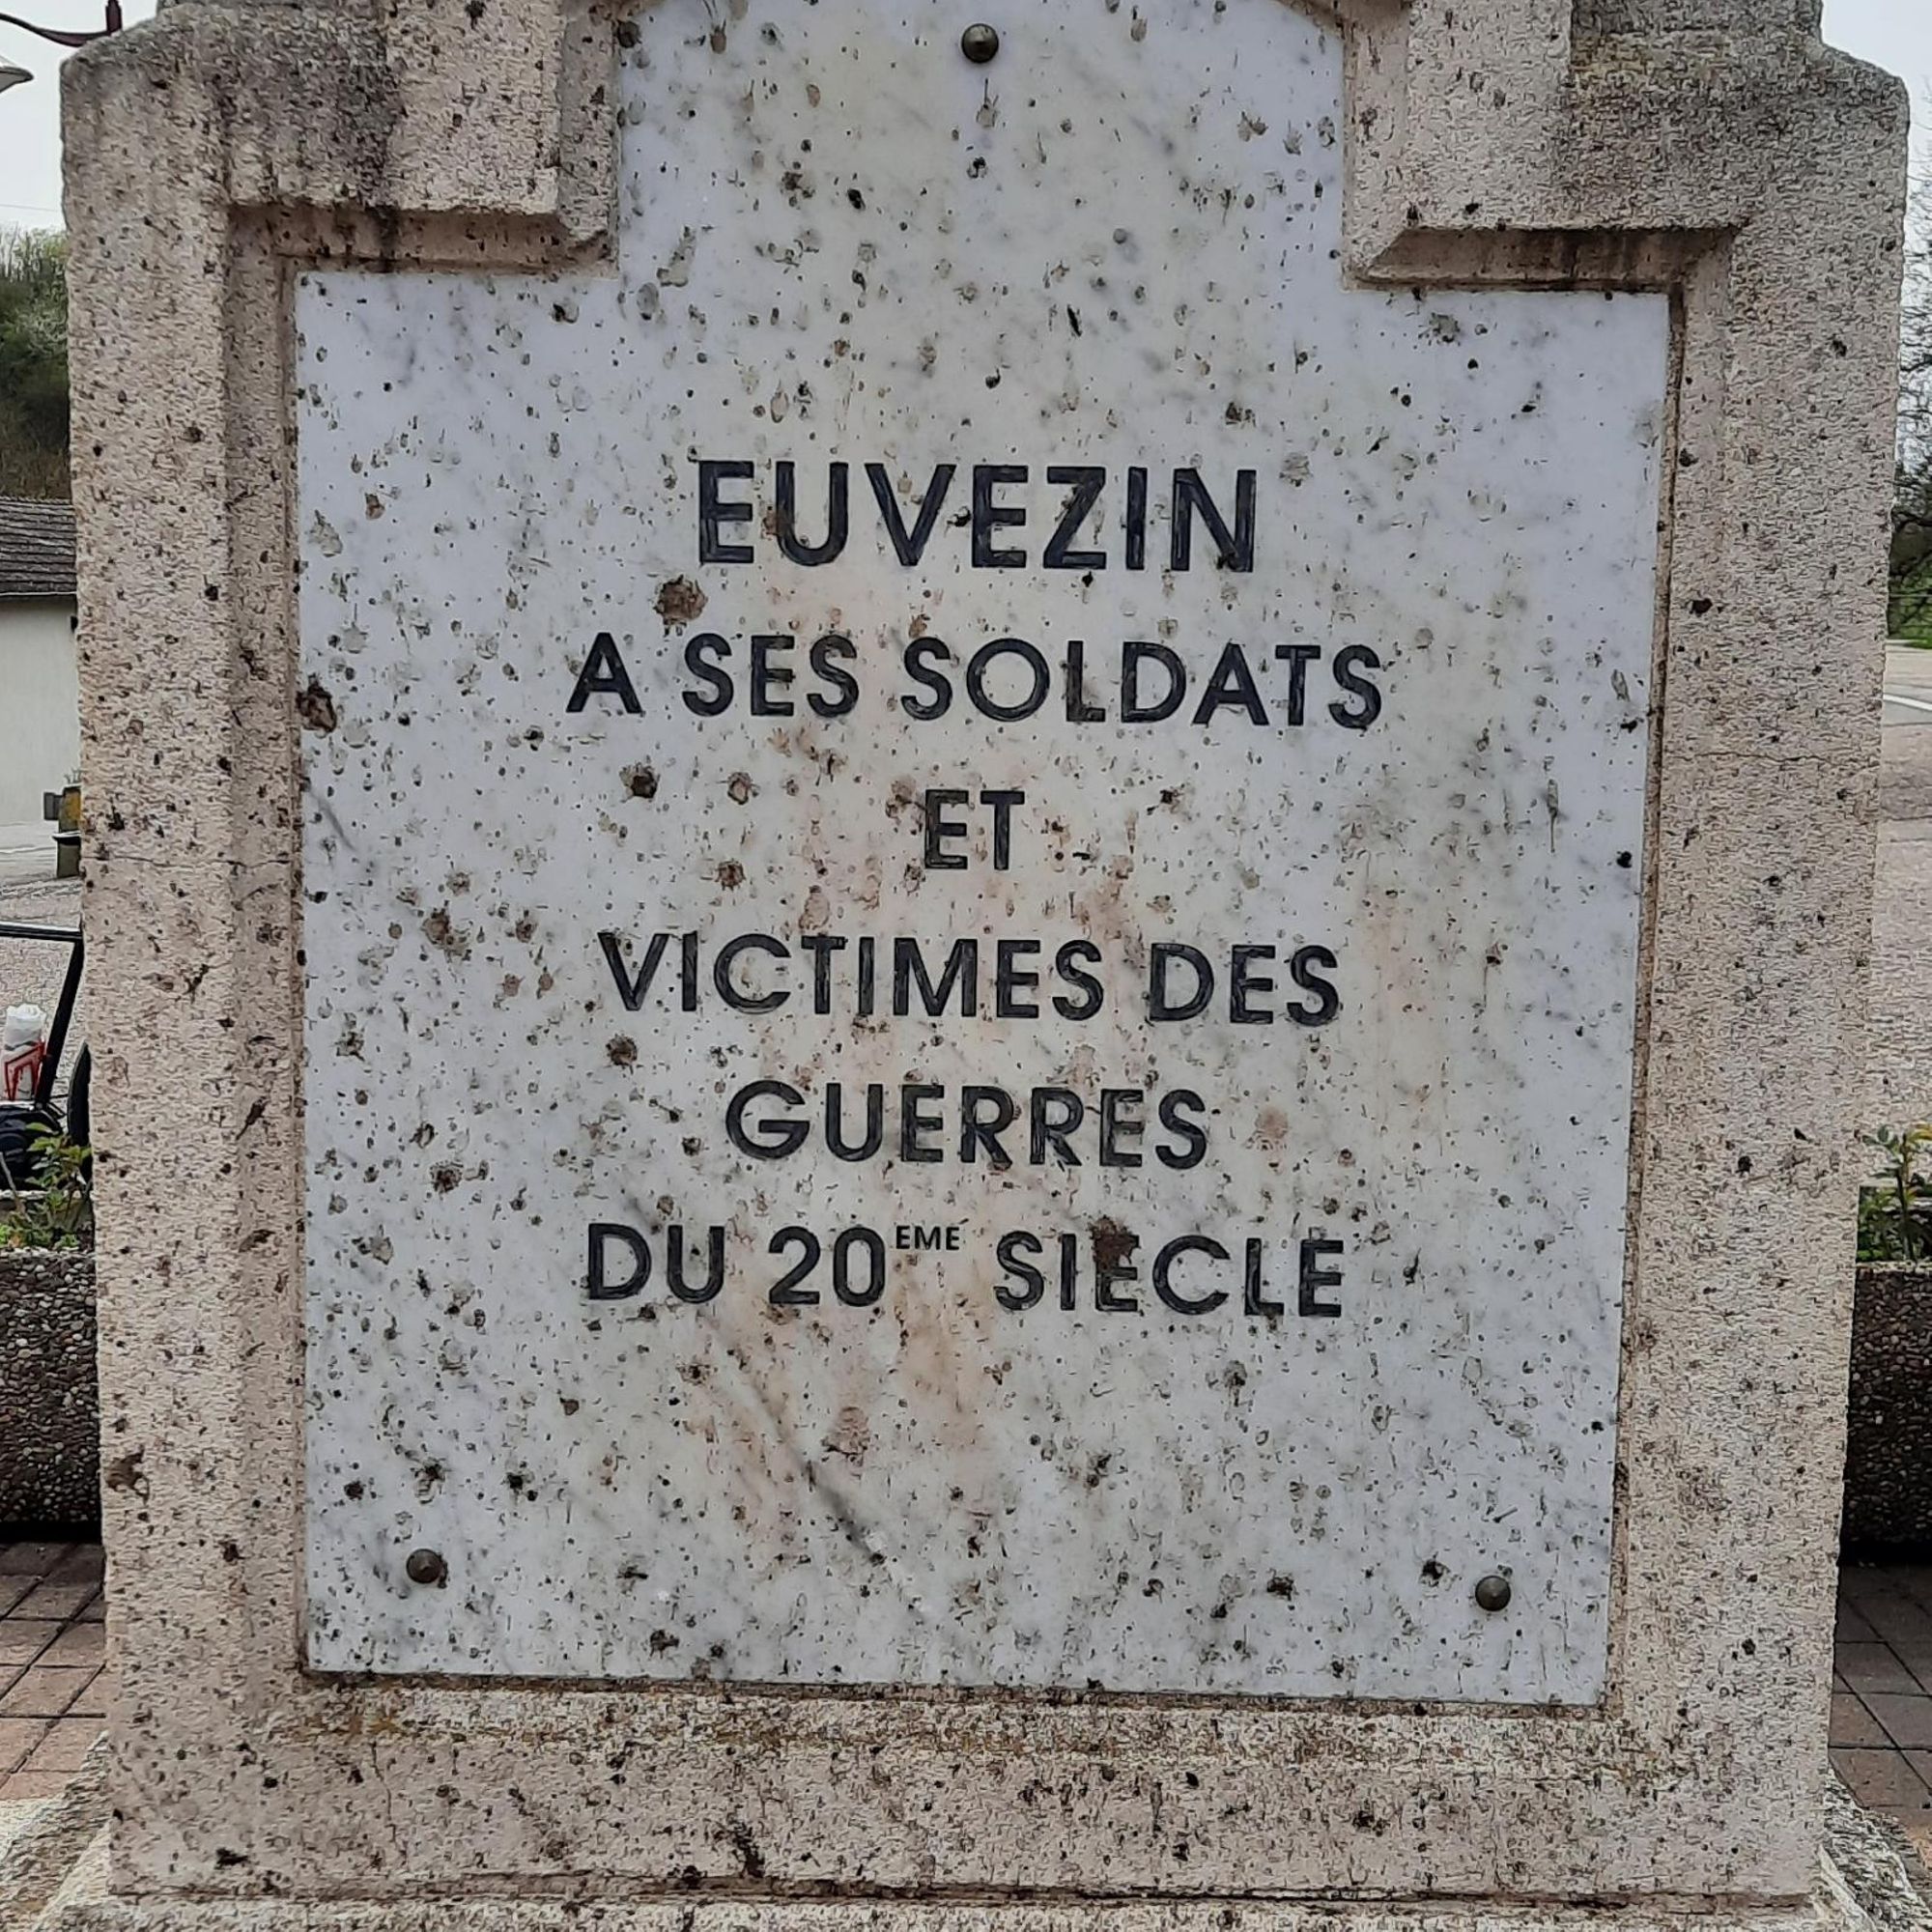 EUVEZIN
A SES SOLDATS
ET
VICTIMES DES
GUERRES
DU 20EME SIECLE